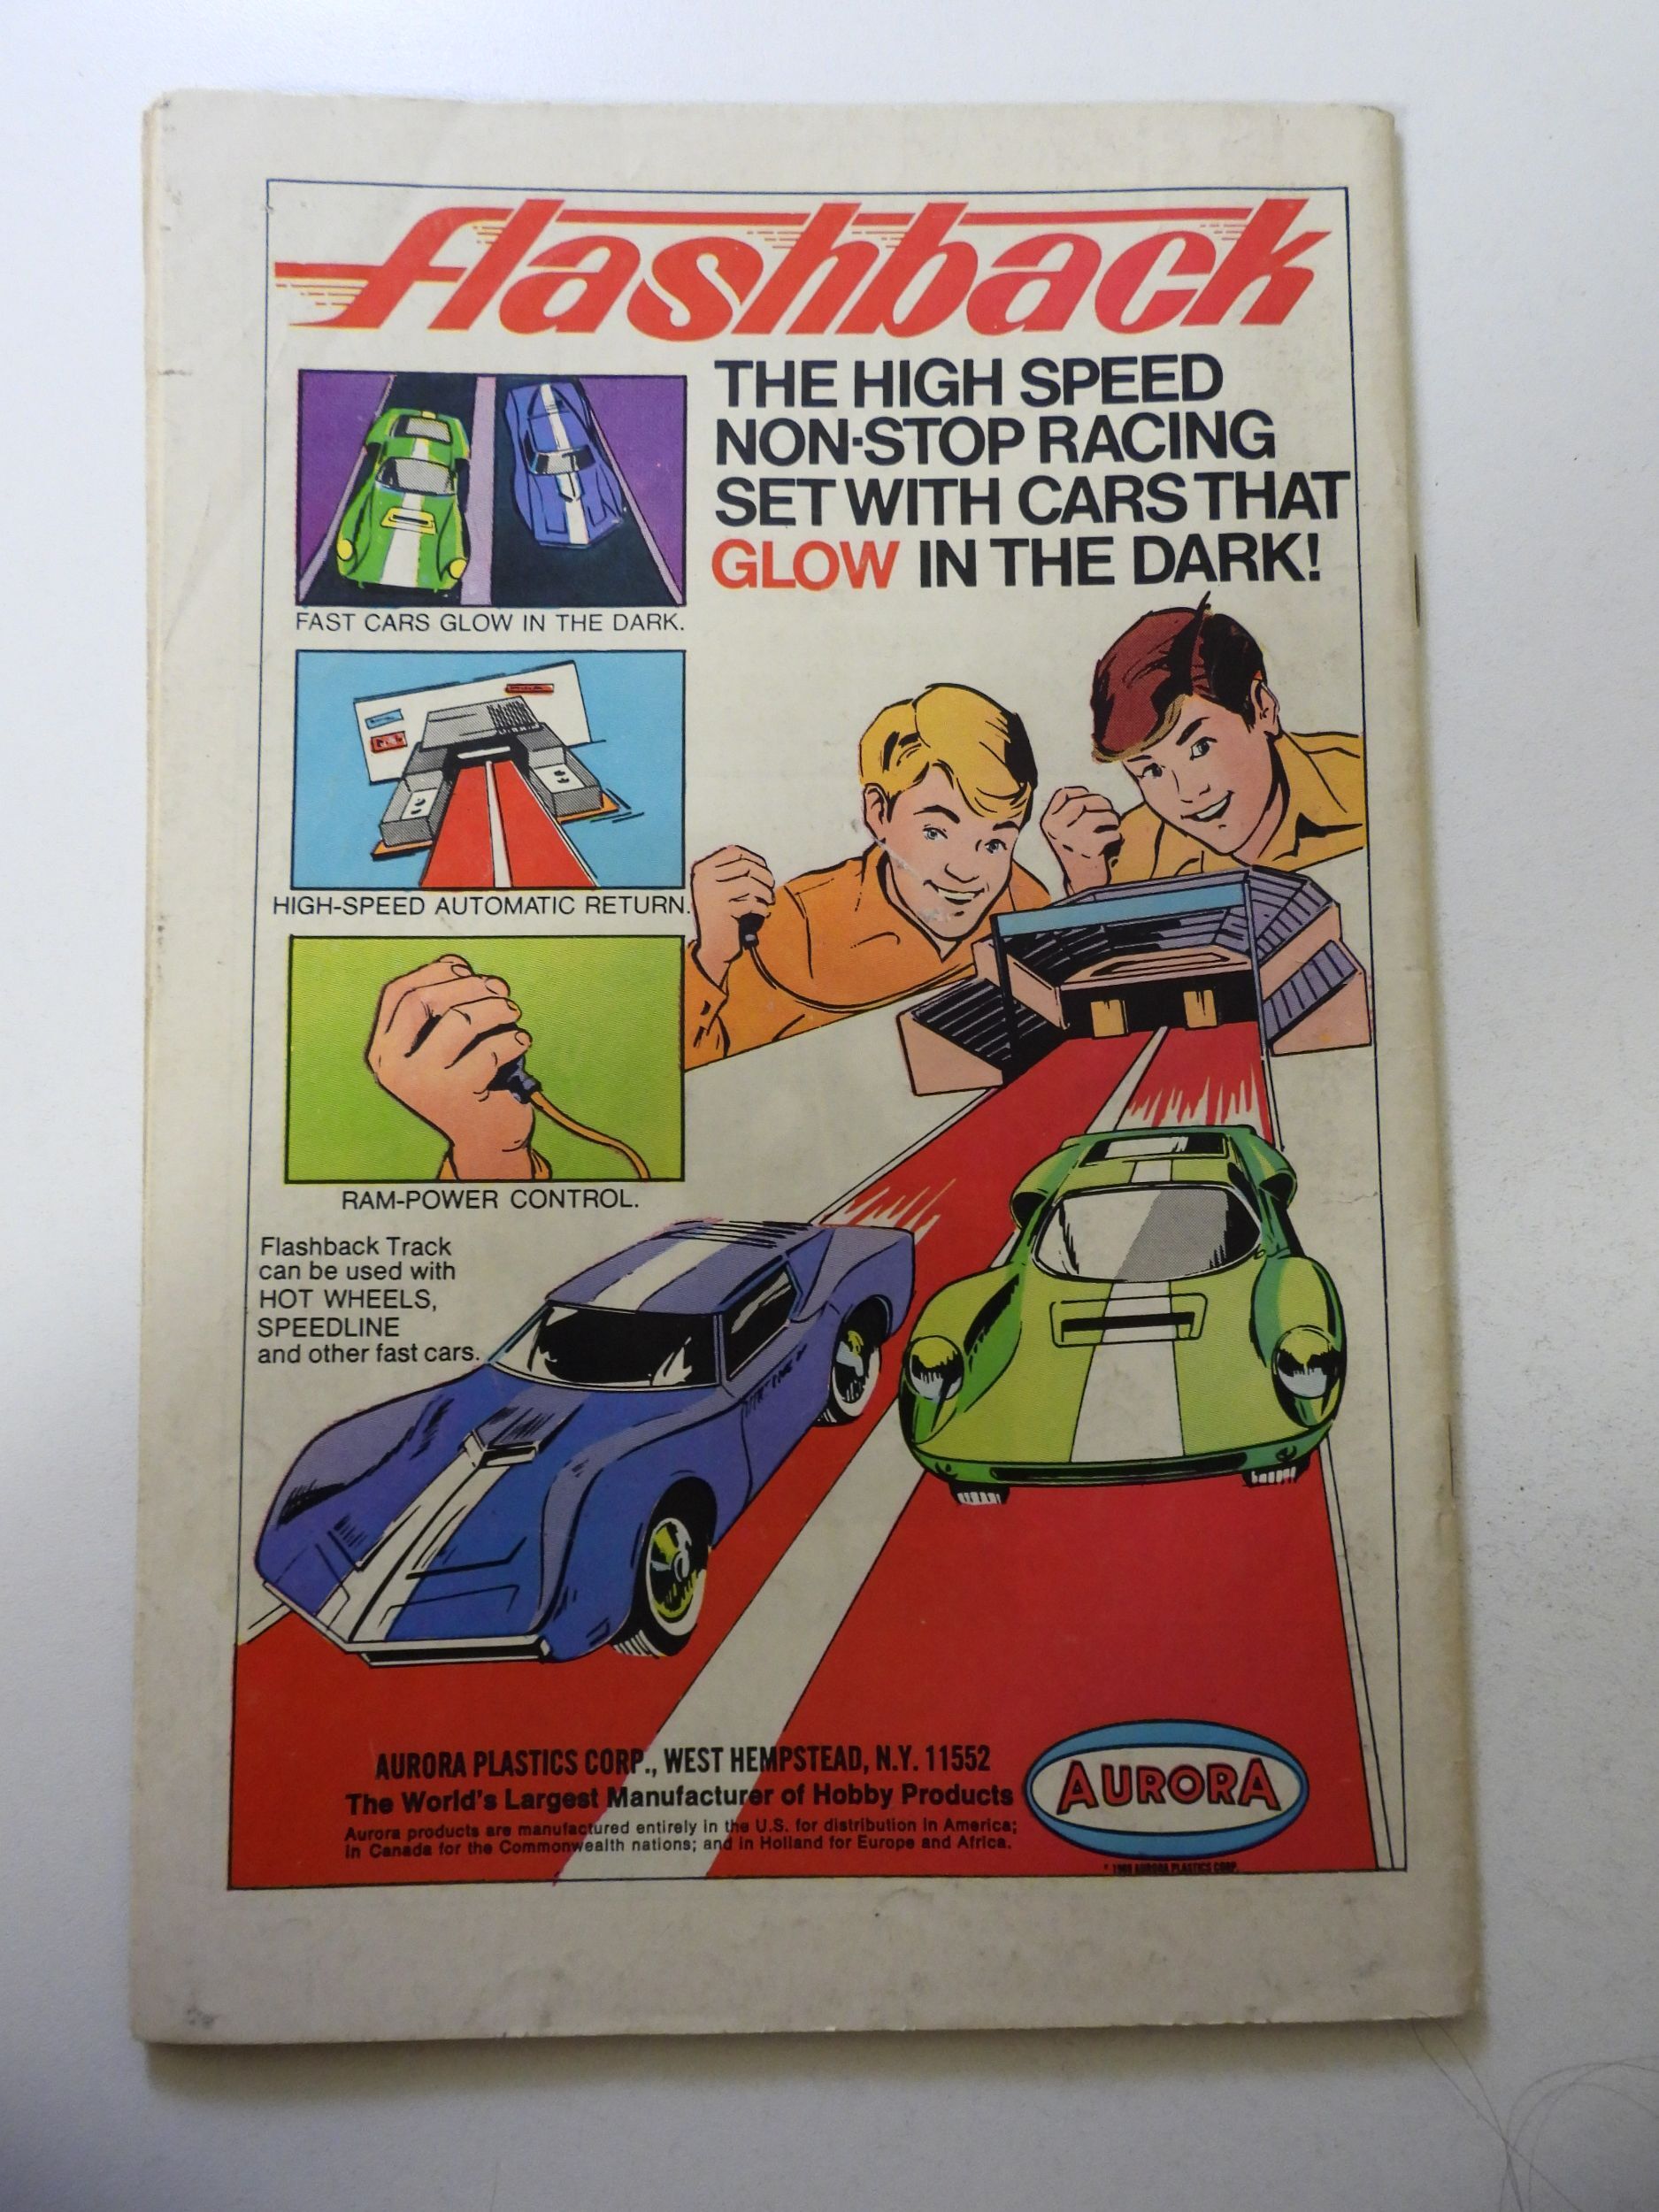 flashback
THE HIGH SPEED
NON-STOP RACING
SET WITH CARS THAT
GLOW IN THE DARK!
FAST CARS GLOW IN THE DARK.
HIGH-SPEED AUTOMATIC RETURN.
RAM-POWER CONTROL.
Flashback Track
can be used with
HOT WHEELS,
SPEEDLINE
and other fast cars.
AURORA PLASTICS CORP., WEST HEMPSTEAD, N.Y. 11552
The World's Largest Manufacturer of Hobby Products
Aurora products are manufactured entirely in the U.S. for distribution in America;
in Canada for the Commonwealth nations; and in Holland for Europe and Africa.
AURORA
AURORA PLASTICS CORP.